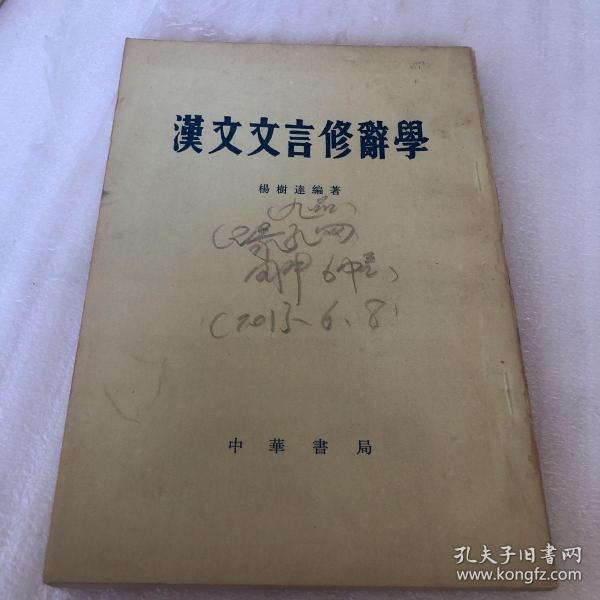 漢文文言修辭學
楊樹達編著
(2015.6.8)
中華書局
孔夫子旧书网
www.kongfz.com